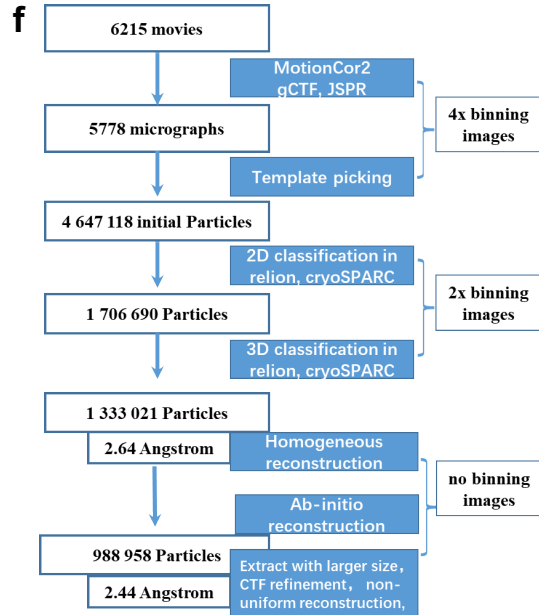 f
6215 movies
MotionCor2
gCTF, JSPR
4x binning
images
5778 micrographs
Template picking
4 647 118 initial Particles
2D classification in
relion, cryoSPARC
2x binning
images
1 706 690 Particles
3D classification in
relion, cryoSPARC
1 333 021 Particles
2.64 Angstrom
Homogeneous
reconstruction
no binning
images
Ab-initio
reconstruction
988 958 Particles
2.44 Angstrom
Extract with larger size,
CTF refinement, non-
uniform reconstruction,